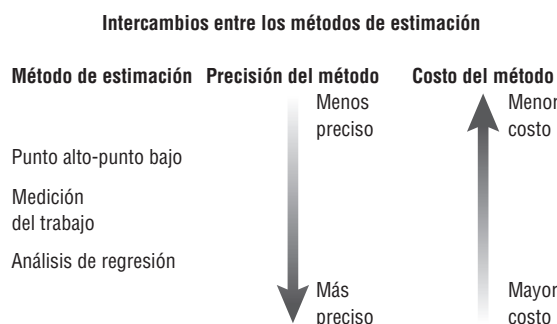 Intercambios entre los métodos de estimación
Método de estimación Precisión del método Costo del método
Menos
preciso
Menor
costo
Punto alto-punto bajo
Medición
del trabajo
Análisis de regresión
Más
preciso
Mayor
costo